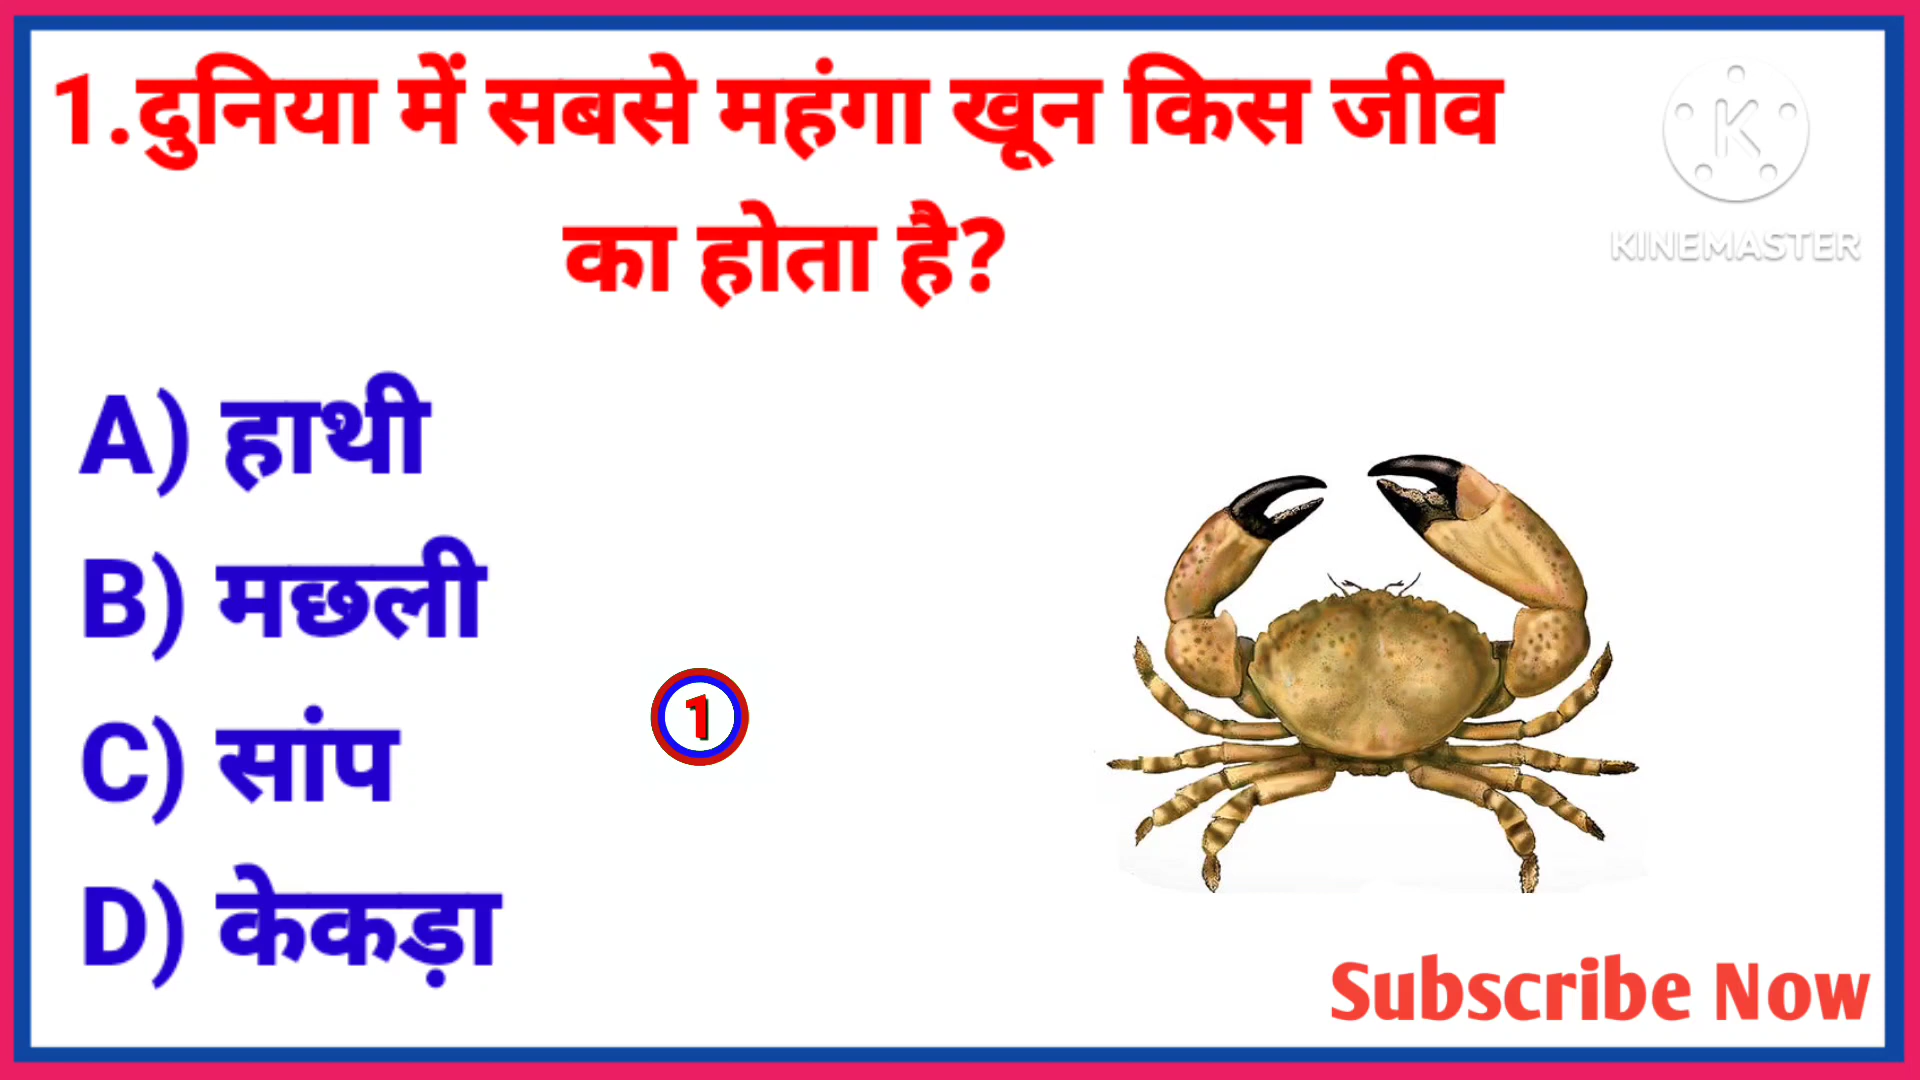 1.दुनिया में सबसे महंगा खून किस जीव
का होता है?
KINEMASTER
A) हाथी
B) मछली
C) सांप
1
D) केकड़ा
Subscribe Now